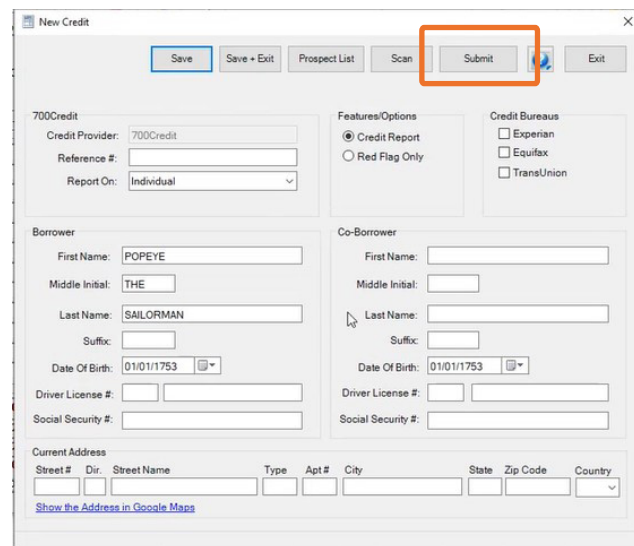 New Credit
Save Save + Exit Prospect List Scan Submit Exit
700Credit Features/Options Credit Bureaus
Credit Provider: 700Credit Credit Report Experian
Reference #: Red Flag Only Equifax
Report On: Individual TransUnion
Borrower Co-Borrower
First Name: POPEYE First Name:
Middle Initial: THE Middle Initial:
Last Name: SAILORMAN Last Name:
Suffix: Suffix:
Date Of Birth: 01/01/1753 Date Of Birth: 01/01/1753
Driver License #: Driver License #:
Social Security #: Social Security #:
Current Address
Street # Dir. Street Name Type Apt # City State Zip Code Country
Show the Address in Google Maps